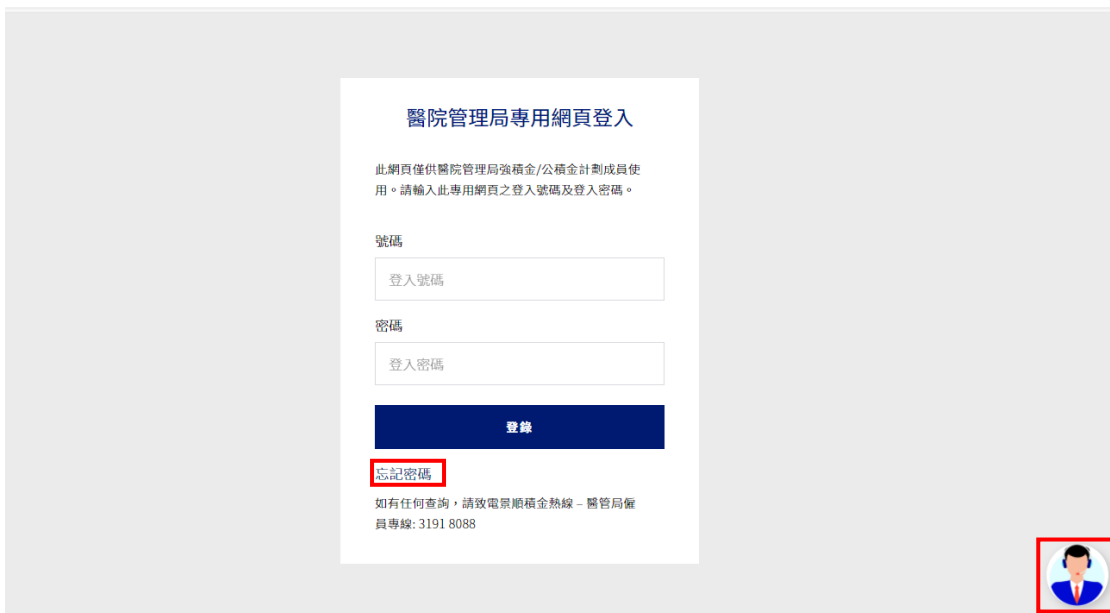 醫院管理局專用網頁登入
此網頁僅供醫院管理局強積金/公積金計劃成員使
用。請輸入此專用網頁之登入號碼及登入密碼。
號碼
登入號碼
密碼
登入密碼
登錄
忘記密碼
如有任何查詢，請致電景順積金熱線 – 醫管局僱
員專線: 3191 8088